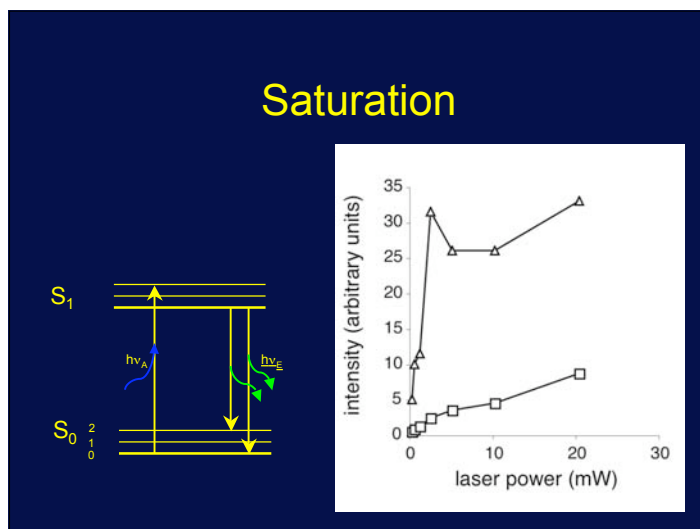 Saturation
S1
hνA
hνE
S0
2
1
0
35
30
25
20
15
10
5
0
intensity (arbitrary units)
0
10
20
30
laser power (mW)